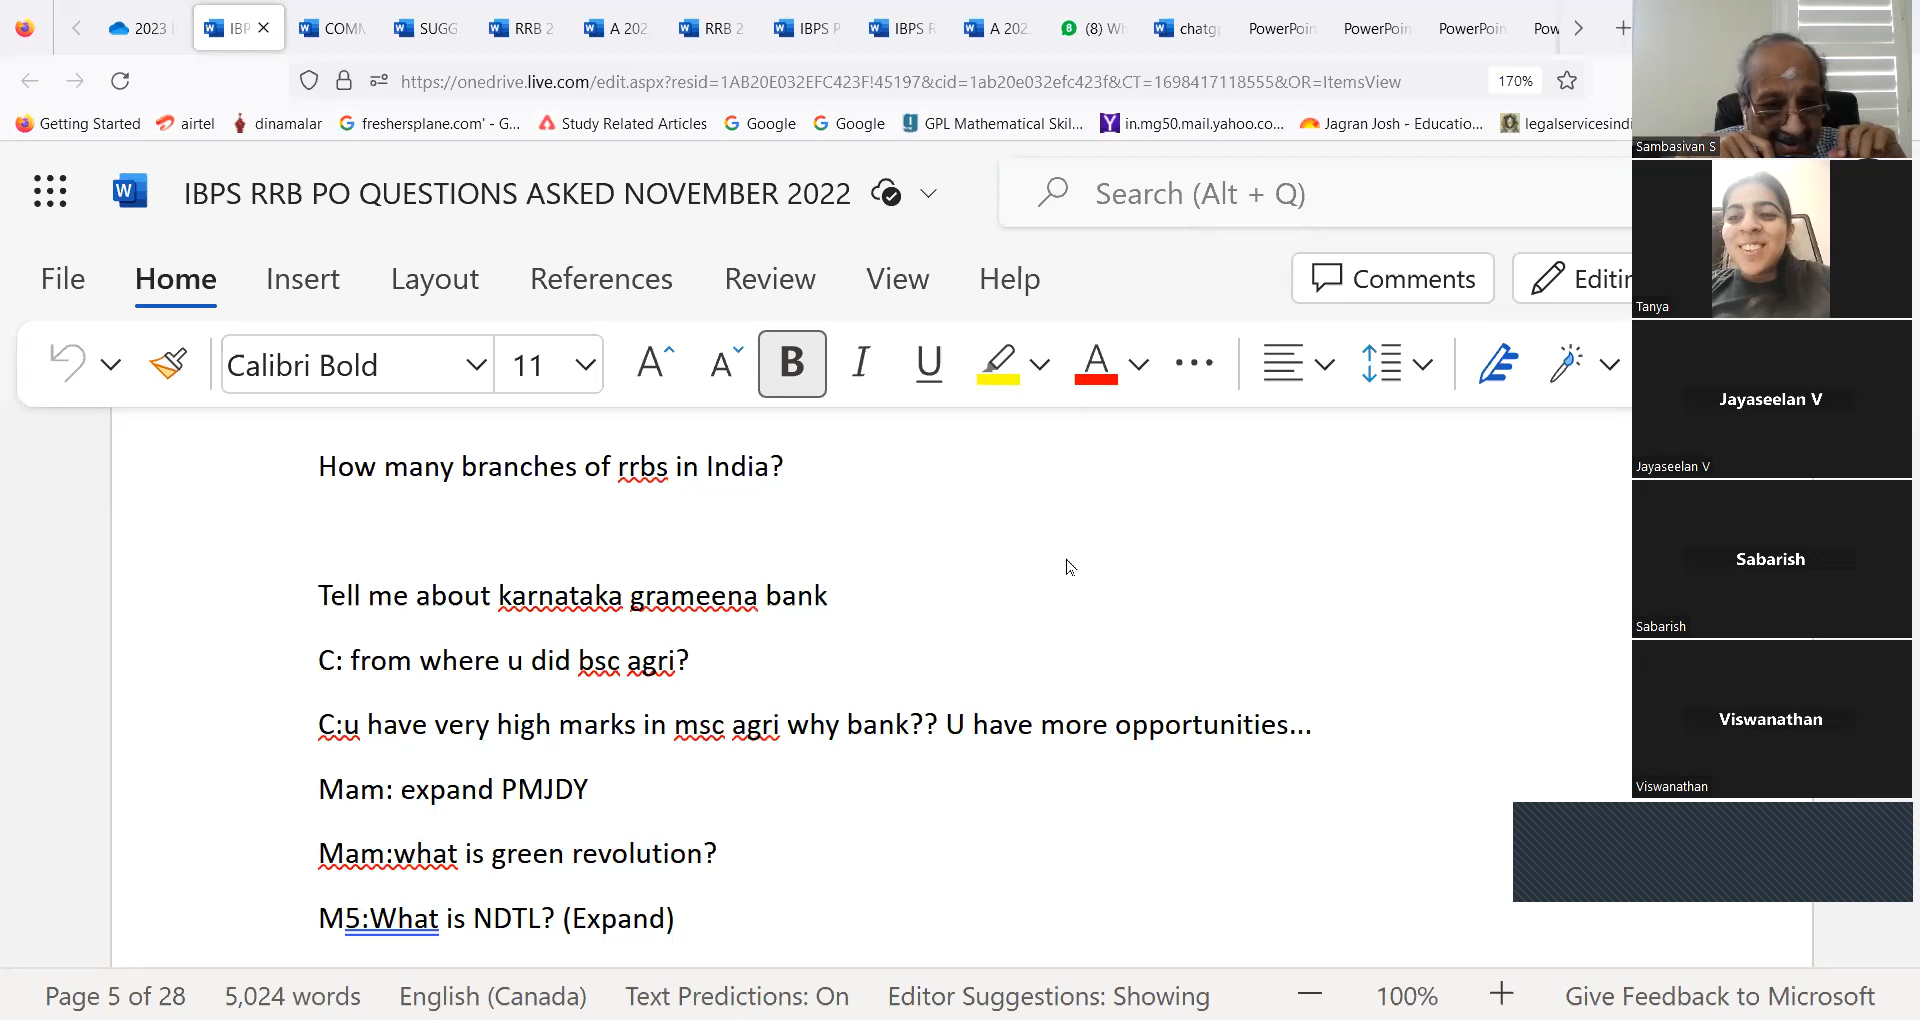 2023
IBP
COMM
SUGG
RRB 2
A 202
RRB 2
IBPS P
IBPS R
A 202.
(8) Wh
chatgp
PowerPoin
PowerPoin
PowerPoin
Pow
https://onedrive.live.com/edit.aspx?resid=1AB20E032EFC423F!45197&cid=1ab20e032efc423f&CT=1698417118555&OR=ItemsView
170%
Getting Started
airtel
dinamalar
freshersplane.com' - G...
Study Related Articles
Google
Google
GPL Mathematical Skil...
in.mg50.mail.yahoo.co...
Jagran Josh - Educatio...
legalservicesindi
IBPS RRB PO QUESTIONS ASKED NOVEMBER 2022
Search (Alt + Q)
File Home Insert Layout References Review View Help
Comments
Editin
Calibri Bold
11
How many branches of rrbs in India?
Tell me about karnataka grameena bank
C: from where u did bsc agri?
C:u have very high marks in msc agri why bank?? U have more opportunities...
Mam: expand PMJDY
Mam:what is green revolution?
M5:What is NDTL? (Expand)
Page 5 of 28 5,024 words English (Canada) Text Predictions: On Editor Suggestions: Showing 100% Give Feedback to Microsoft
Sambasivan S
Tanya
Jayaseelan V
Jayaseelan V
Sabarish
Sabarish
Viswanathan
Viswanathan